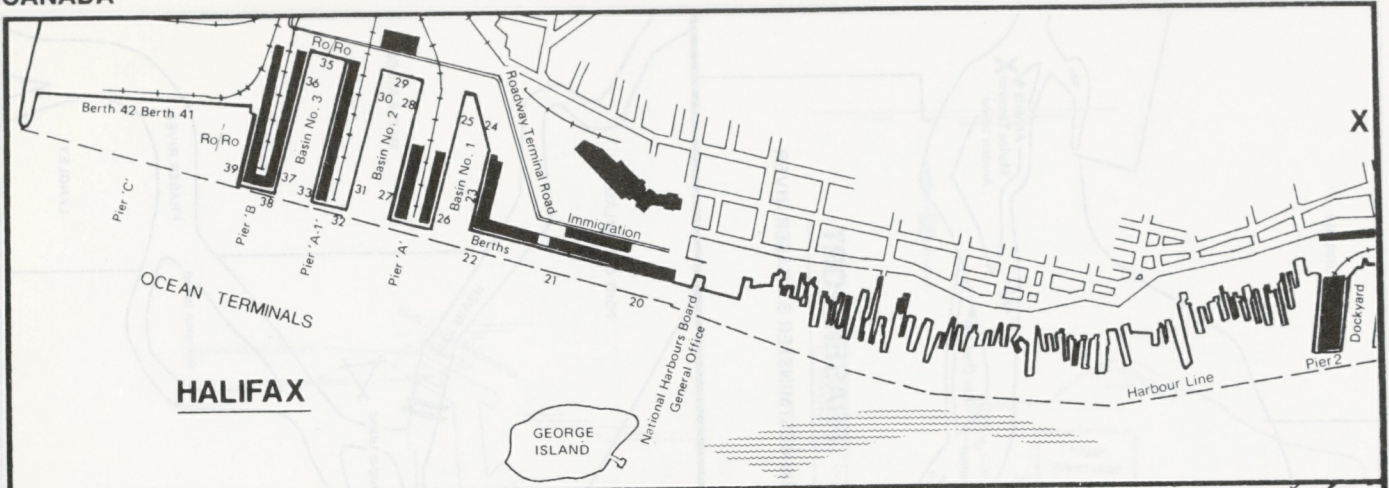 CANADA
Ro/Ro
35
36
Basin No. 3
29
30
28
Basin No. 2
25
24
Basin No. 1
23
Roadway Terminal Road
Berth 42 Berth 41
Ro/Ro
39
37
38
33
31
32
27
26
Immigration
Berths
22
21
20
Pier 'C'
Pier 'B'
Pier 'A-1'
Pier 'A'
OCEAN TERMINALS
HALIFAX
GEORGE
ISLAND
National Harbours Board
General Office
Harbour Line
Pier 2
Dockyard
X